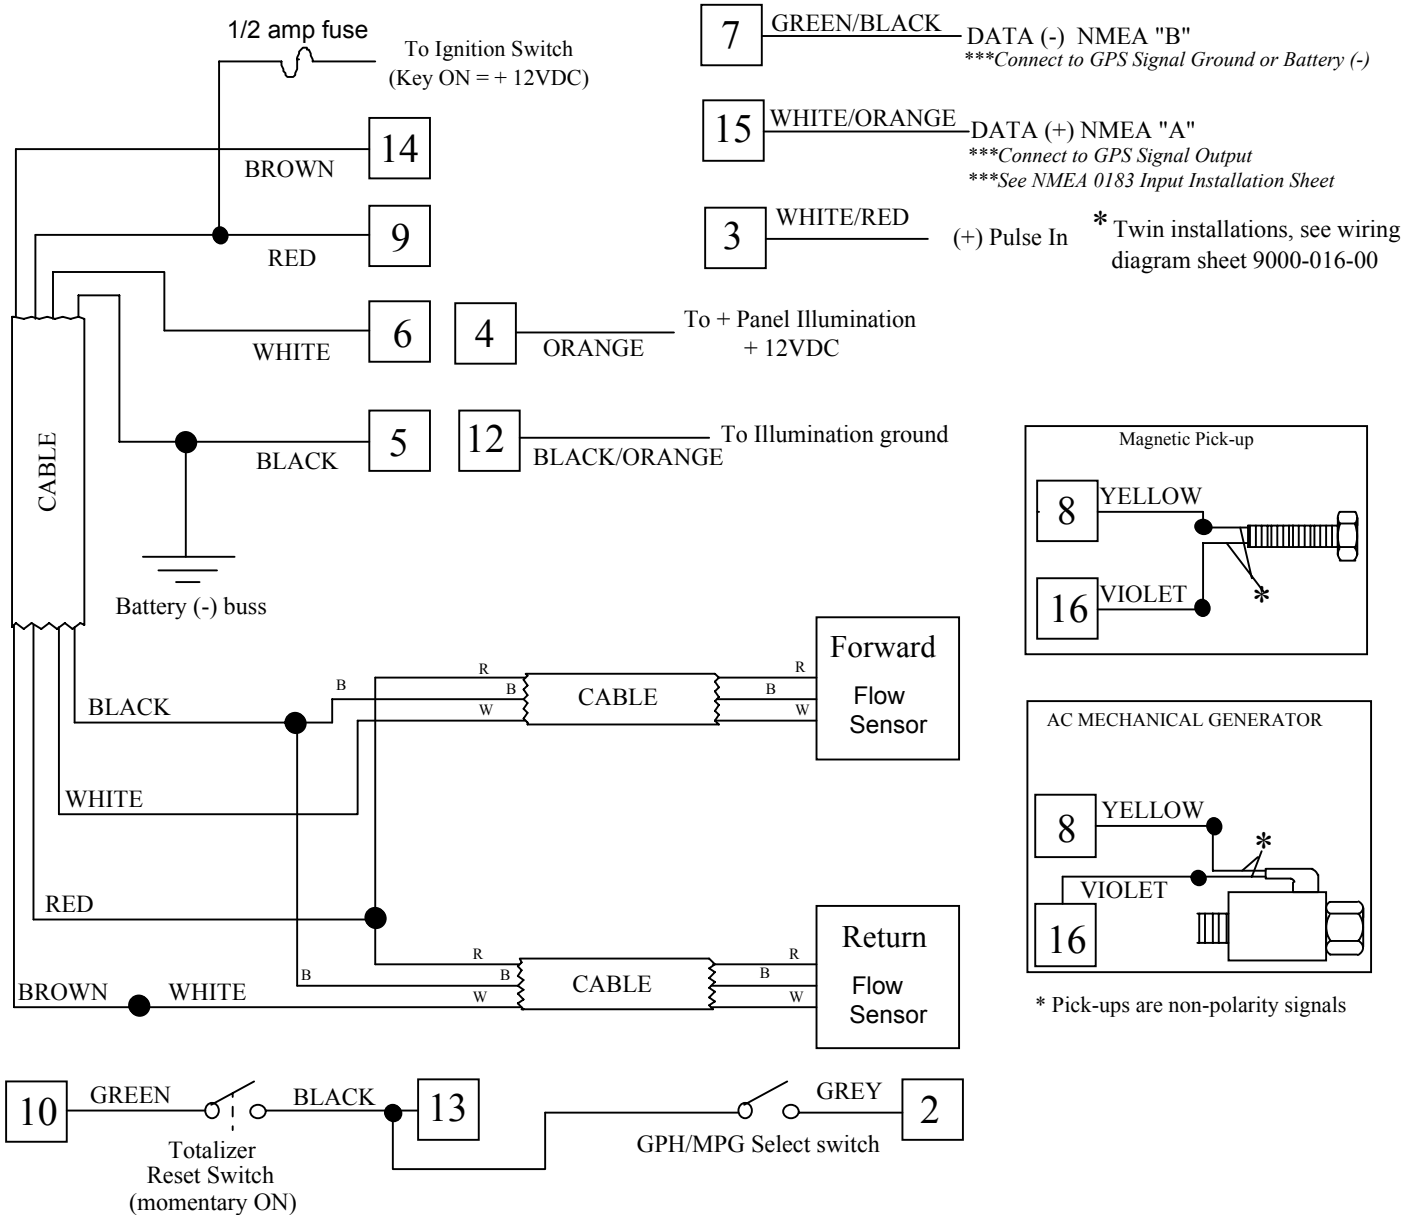 1/2 amp fuse
To Ignition Switch
(Key ON = + 12VDC)
14
BROWN
9
RED
6
WHITE
4
ORANGE
To + Panel Illumination
+ 12VDC
5
BLACK
12
BLACK/ORANGE
To Illumination ground
7
GREEN/BLACK
DATA (-) NMEA "B"
***Connect to GPS Signal Ground or Battery (-)
15
WHITE/ORANGE
DATA (+) NMEA "A"
***Connect to GPS Signal Output
***See NMEA 0183 Input Installation Sheet
3
WHITE/RED
(+) Pulse In
* Twin installations, see wiring
diagram sheet 9000-016-00
CABLE
Battery (-) buss
Magnetic Pick-up
8
YELLOW
16
VIOLET
*
BLACK
B
R
B
W
CABLE
R
B
W
Forward
Flow
Sensor
WHITE
RED
BROWN
WHITE
B
R
B
W
CABLE
R
B
W
Return
Flow
Sensor
AC MECHANICAL GENERATOR
8
YELLOW
*
VIOLET
16
* Pick-ups are non-polarity signals
10
GREEN
BLACK
13
Totalizer
Reset Switch
(momentary ON)
GPH/MPG Select switch
GREY
2